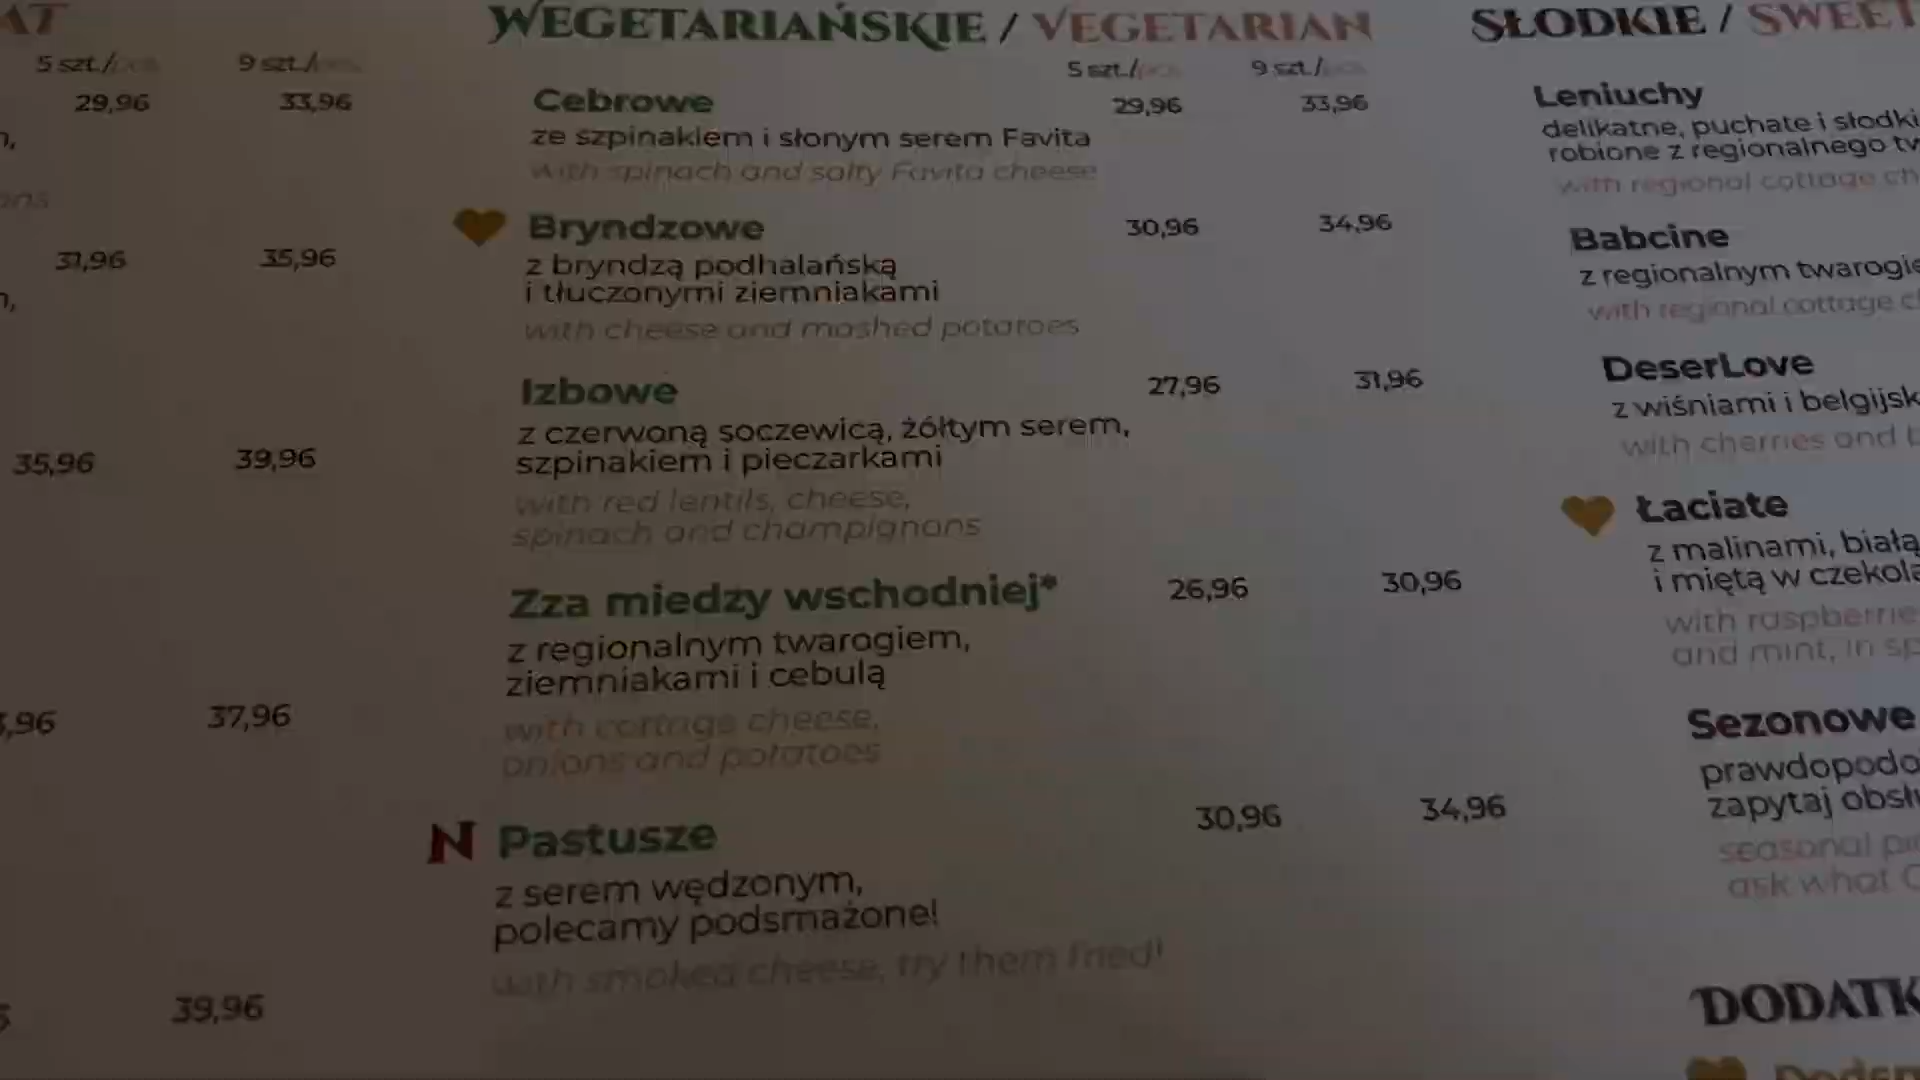 WEGETARIAŃSKIE / VEGETARIAN
5 szt./pcs. 9 szt./pcs.
Cebrowe 29,96 33,96
ze szpinakiem i słonym serem Favita
with spinach and salty Favita cheese
Bryndzowe 30,96 34,96
z bryndzą podhalańską
i tłuczonymi ziemniakami
with cheese and mashed potatoes
Izbowe 27,96 31,96
z czerwoną soczewicą, żółtym serem,
szpinakiem i pieczarkami
with red lentils, cheese,
spinach and champignons
Zza miedzy wschodniej* 26,96 30,96
z regionalnym twarogiem,
ziemniakami i cebulą
with cottage cheese,
onions and potatoes
N Pastusze 30,96 34,96
z serem wędzonym,
polecamy podsmażone!
with smoked cheese, try them fried!
5 szt./pcs. 9 szt./pcs.
29,96 33,96
31,96 35,96
35,96 39,96
37,96
39,96
SŁODKIE / SWEET
Leniuchy
delikatne, puchate i słodki
robione z regionalnego tw
with regional cottage ch
Babcine
z regionalnym twarogie
with regional cottage c
DeserLove
z wiśniami i belgijsk
with cherries and
Łaciate
z malinami, białą
i miętą w czekola
with raspberrie
and mint, in sp
Sezonowe
prawdopodo
zapytaj obsłu
seasonal
ask what
DODATK